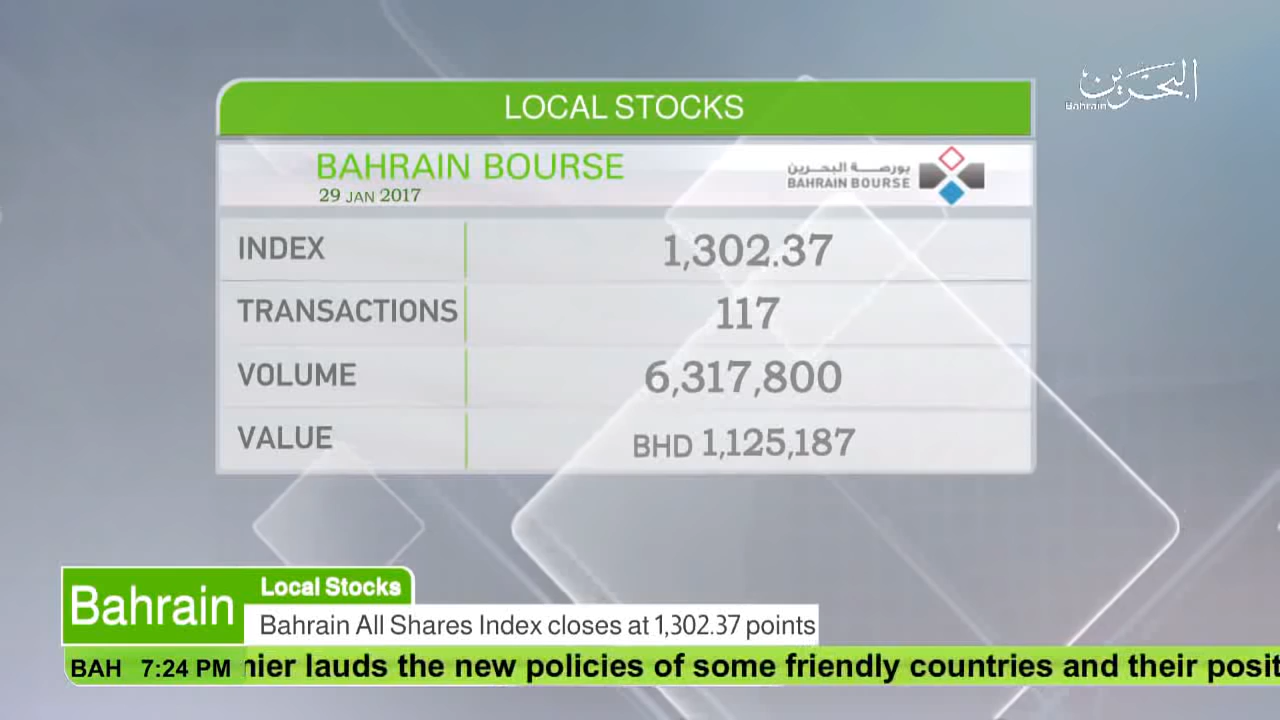 LOCAL STOCKS
البحرين
Bahrain
BAHRAIN BOURSE
29 JAN 2017
بورصة البحرين
BAHRAIN BOURSE
INDEX 1,302.37
TRANSACTIONS 117
VOLUME 6,317,800
VALUE BHD 1,125,187
Bahrain
Local Stocks
Bahrain All Shares Index closes at 1,302.37 points
BAH 7:24 PM nier lauds the new policies of some friendly countries and their posit